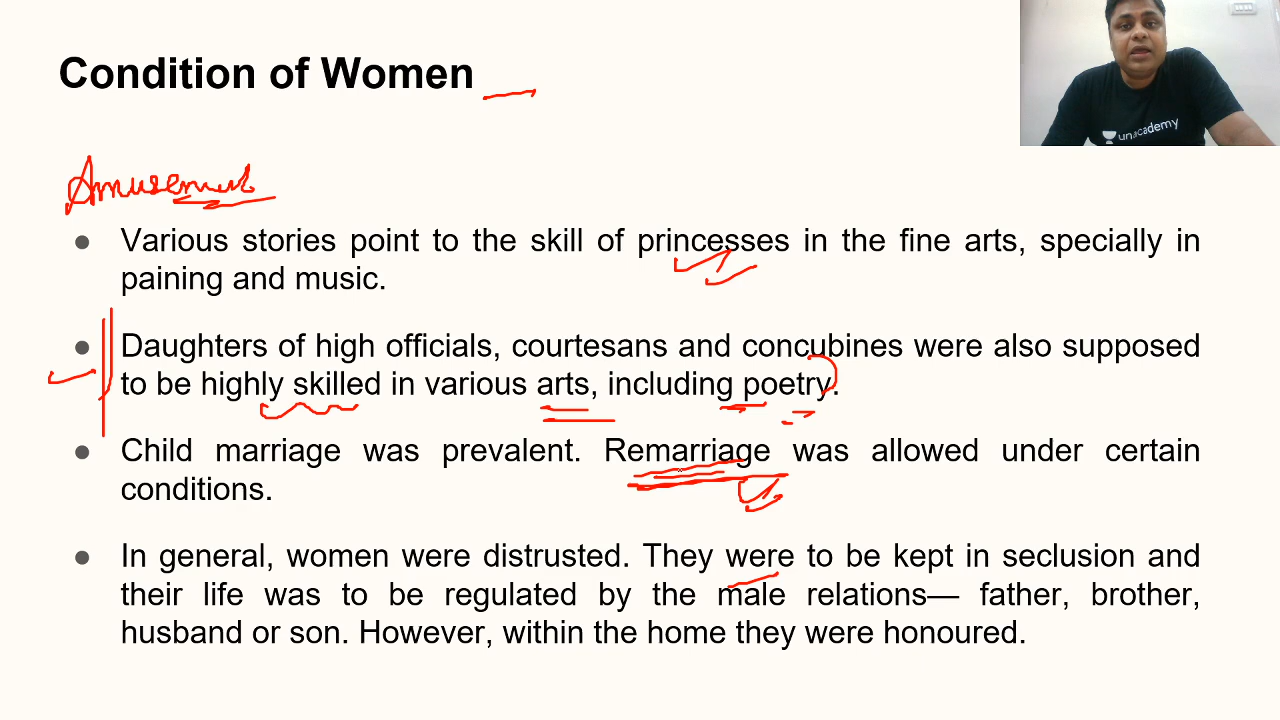 Condition of Women
unacademy
Amusement
● Various stories point to the skill of princesses in the fine arts, specially in
paining and music.
● Daughters of high officials, courtesans and concubines were also supposed
to be highly skilled in various arts, including poetry.
● Child marriage was prevalent. Remarriage was allowed under certain
conditions.
● In general, women were distrusted. They were to be kept in seclusion and
their life was to be regulated by the male relations— father, brother,
husband or son. However, within the home they were honoured.